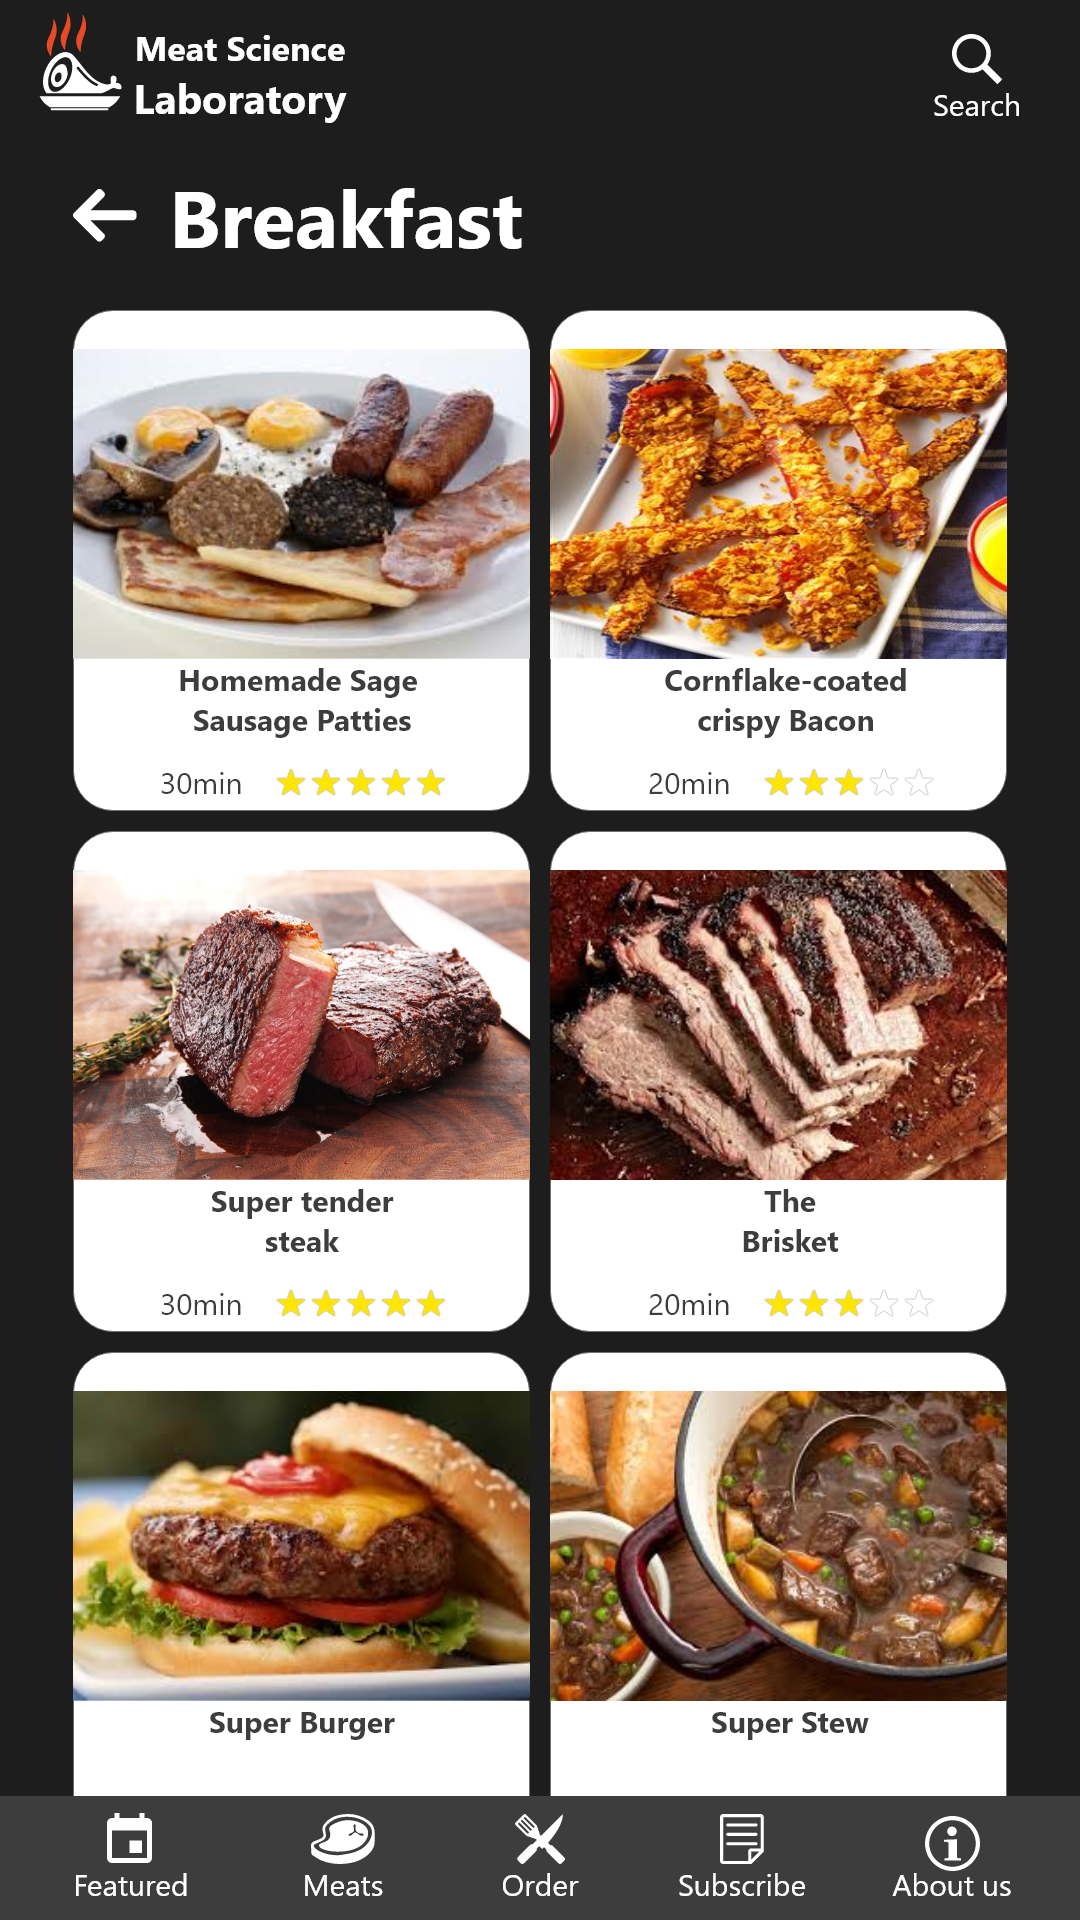 Meat Science
Laboratory
Search
Breakfast
Homemade Sage
Sausage Patties
30min
Cornflake-coated
crispy Bacon
20min
Super tender
steak
30min
The
Brisket
20min
Super Burger
Super Stew
Featured
Meats
Order
Subscribe
About us